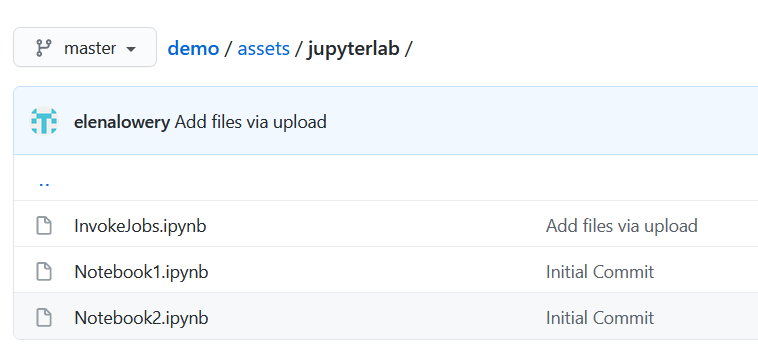 master demo / assets / jupyterlab /
elenalowery Add files via upload
..
InvokeJobs.ipynb Add files via upload
Notebook1.ipynb Initial Commit
Notebook2.ipynb Initial Commit